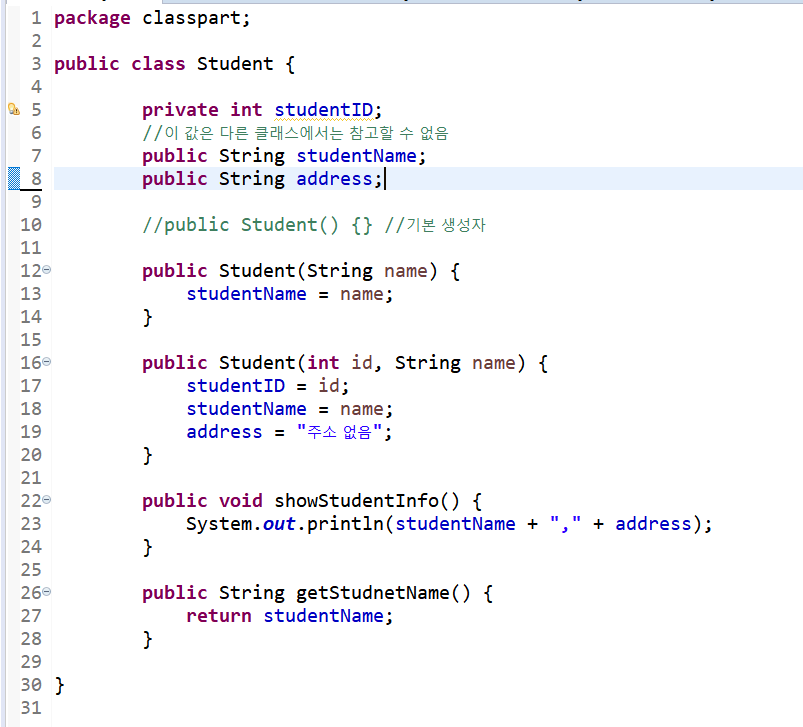 1 package classpart;
2
3 public class Student {
4
5 private int studentID;
6 //이 값은 다른 클래스에서는 참고할 수 없음
7 public String studentName;
8 public String address;
9
10 //public Student() {} //기본 생성자
11
12 public Student(String name) {
13 studentName = name;
14 }
15
16 public Student(int id, String name) {
17 studentID = id;
18 studentName = name;
19 address = "주소 없음";
20 }
21
22 public void showStudentInfo() {
23 System.out.println(studentName + "," + address);
24 }
25
26 public String getStudnetName() {
27 return studentName;
28 }
29
30 }
31